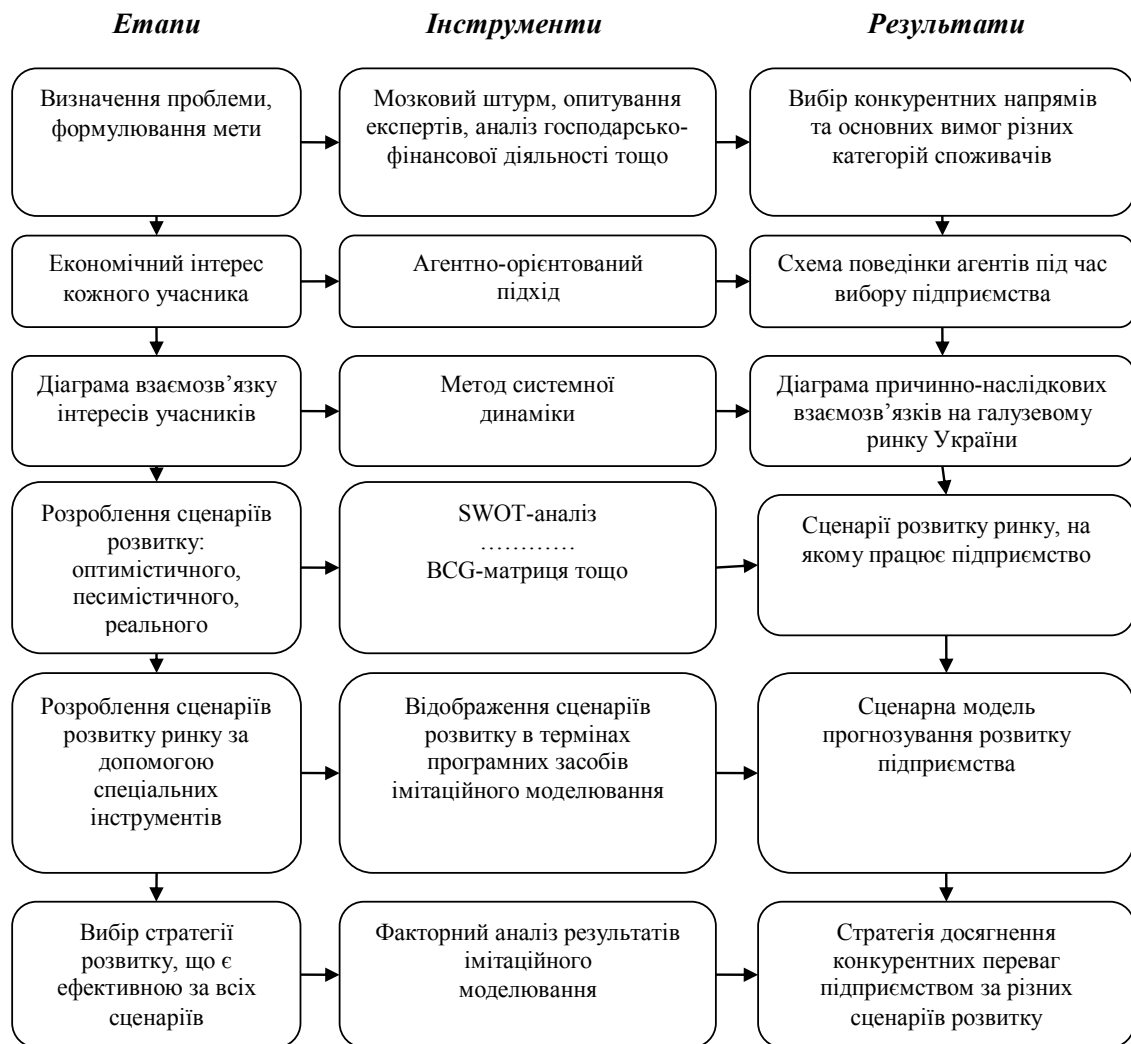 Етапи
Інструменти
Результати
Визначення проблеми,
формулювання мети
Мозковий штурм, опитування
експертів, аналіз господарсько-
фінансової діяльності тощо
Вибір конкурентних напрямів
та основних вимог різних
категорій споживачів
Економічний інтерес
кожного учасника
Агентно-орієнтований
підхід
Схема поведінки агентів під час
вибору підприємства
Діаграма взаємозв’язку
інтересів учасників
Метод системної
динаміки
Діаграма причинно-наслідкових
взаємозв’язків на галузевому
ринку України
Розроблення сценаріїв
розвитку:
оптимістичного,
песимістичного,
реального
SWOT-аналіз
…………
BCG-матриця тощо
Сценарії розвитку ринку, на
якому працює підприємство
Розроблення сценаріїв
розвитку ринку за
допомогою
спеціальних
інструментів
Відображення сценаріїв
розвитку в термінах
програмних засобів
імітаційного моделювання
Сценарна модель
прогнозування розвитку
підприємства
Вибір стратегії
розвитку, що є
ефективною за всіх
сценаріїв
Факторний аналіз результатів
імітаційного
моделювання
Стратегія досягнення
конкурентних переваг
підприємством за різних
сценаріїв розвитку